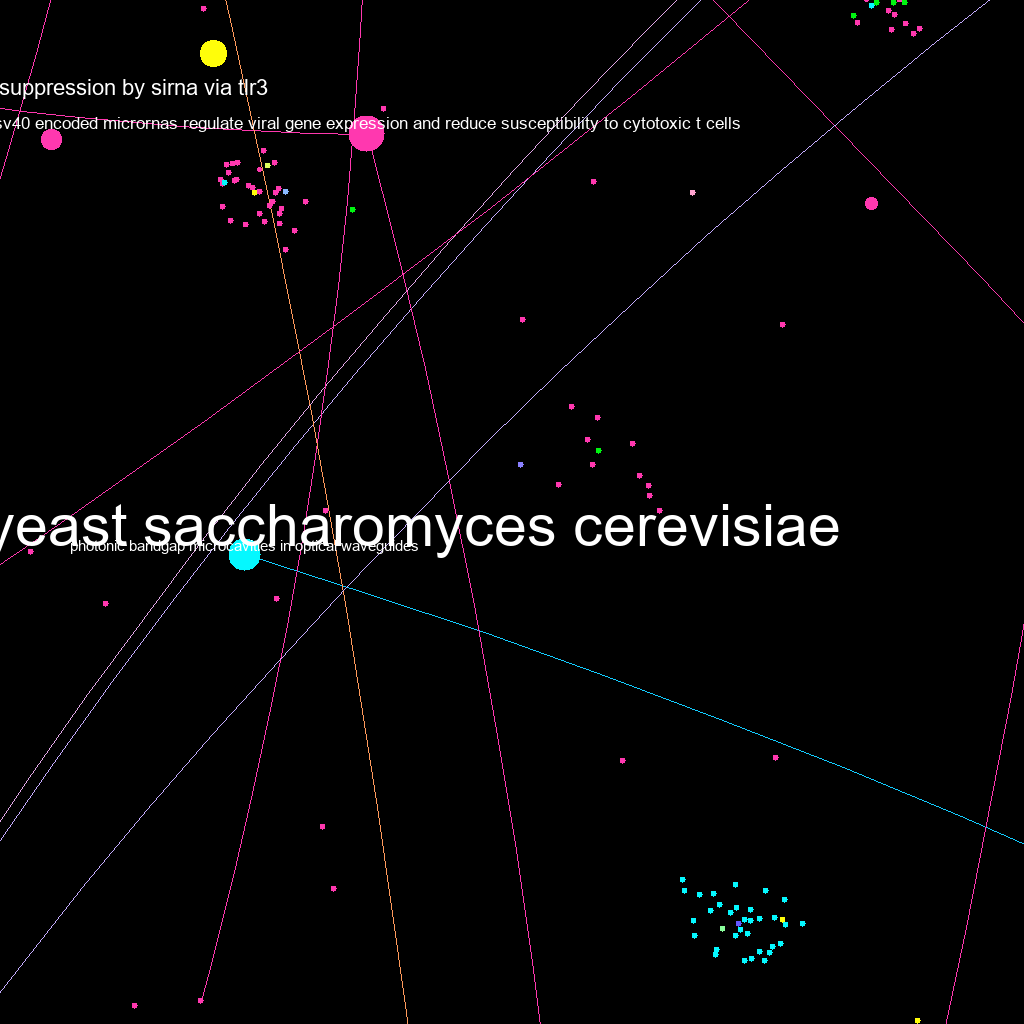 suppression by sirna via tlr3
sv40 encoded micrornas regulate viral gene expression and reduce susceptibility to cytotoxic t cells
yeast saccharomyces cerevisiae
photonic bandgap microcavities in optical waveguides